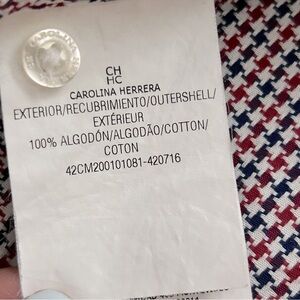 CH
HC
CAROLINA HERRERA
EXTERIOR/RECUBRIMIENTO/OUTERSHELL/
EXTÉRIEUR
100% ALGODÓN/ALGODÃO/COTTON/
COTON
42CM200101081-420716